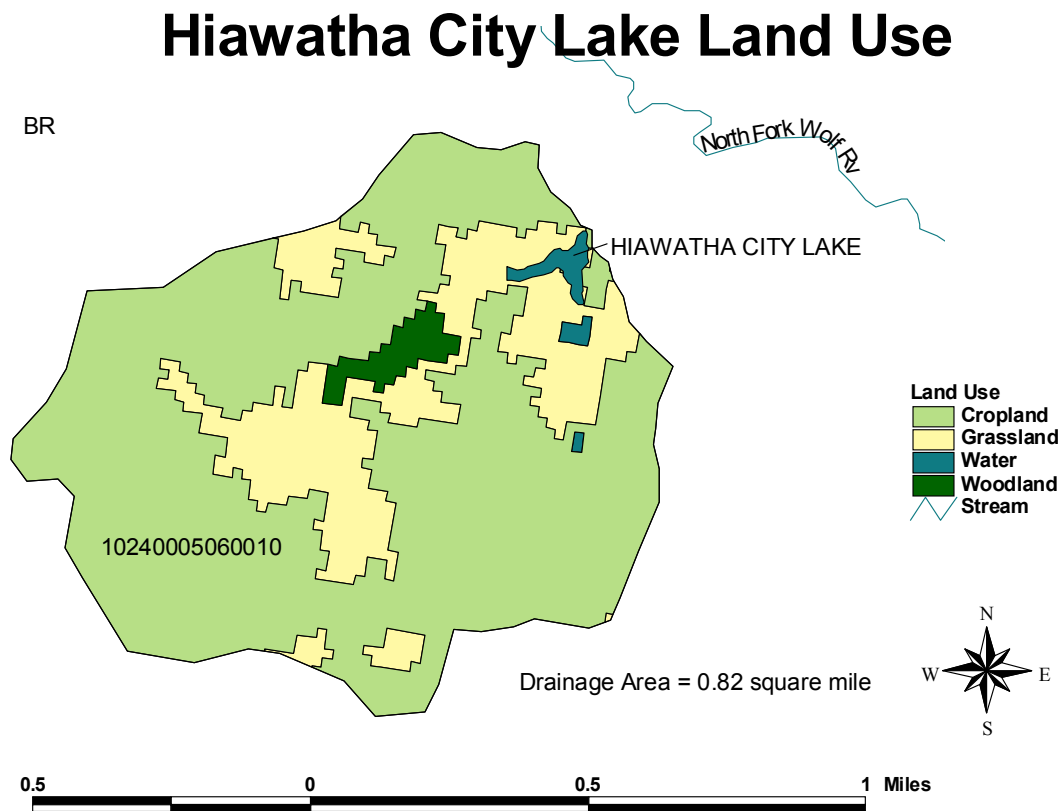 Hiawatha City Lake Land Use
BR
North Fork Wolf Rv
HIAWATHA CITY LAKE
Land Use
Cropland
Grassland
Water
Woodland
Stream
10240005060010
N
W
E
S
Drainage Area = 0.82 square mile
0.5 0 0.5 1 Miles